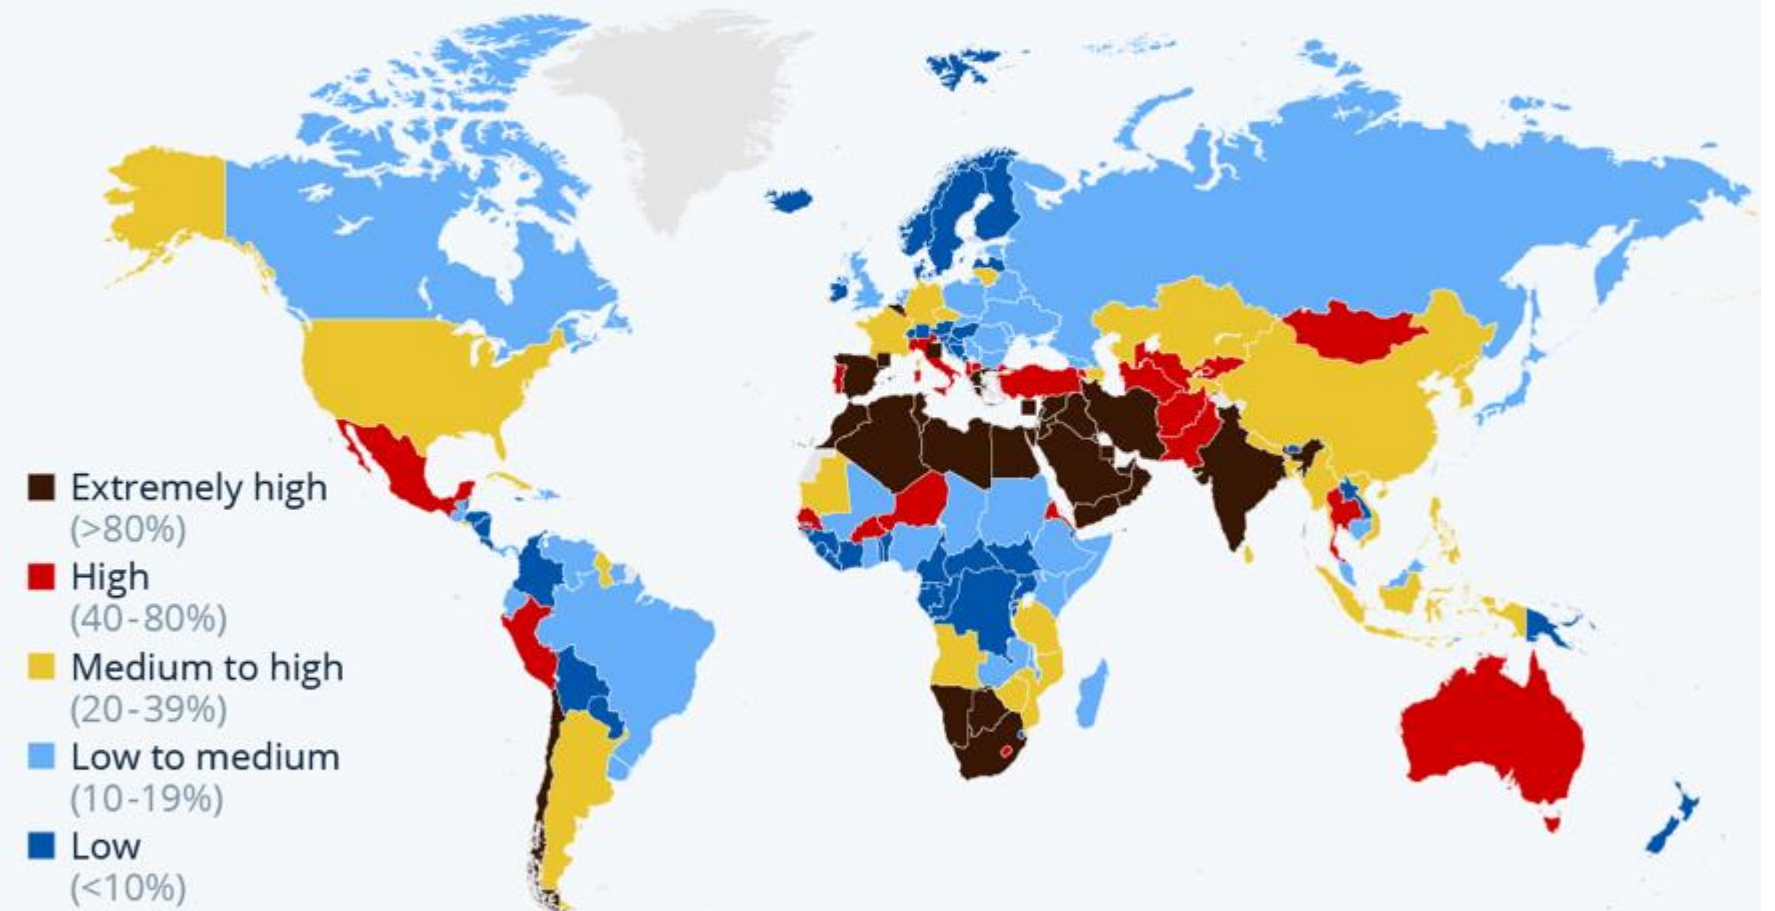 Extremely high
(>80%)
High
(40-80%)
Medium to high
(20-39%)
Low to medium
(10-19%)
Low
(<10%)